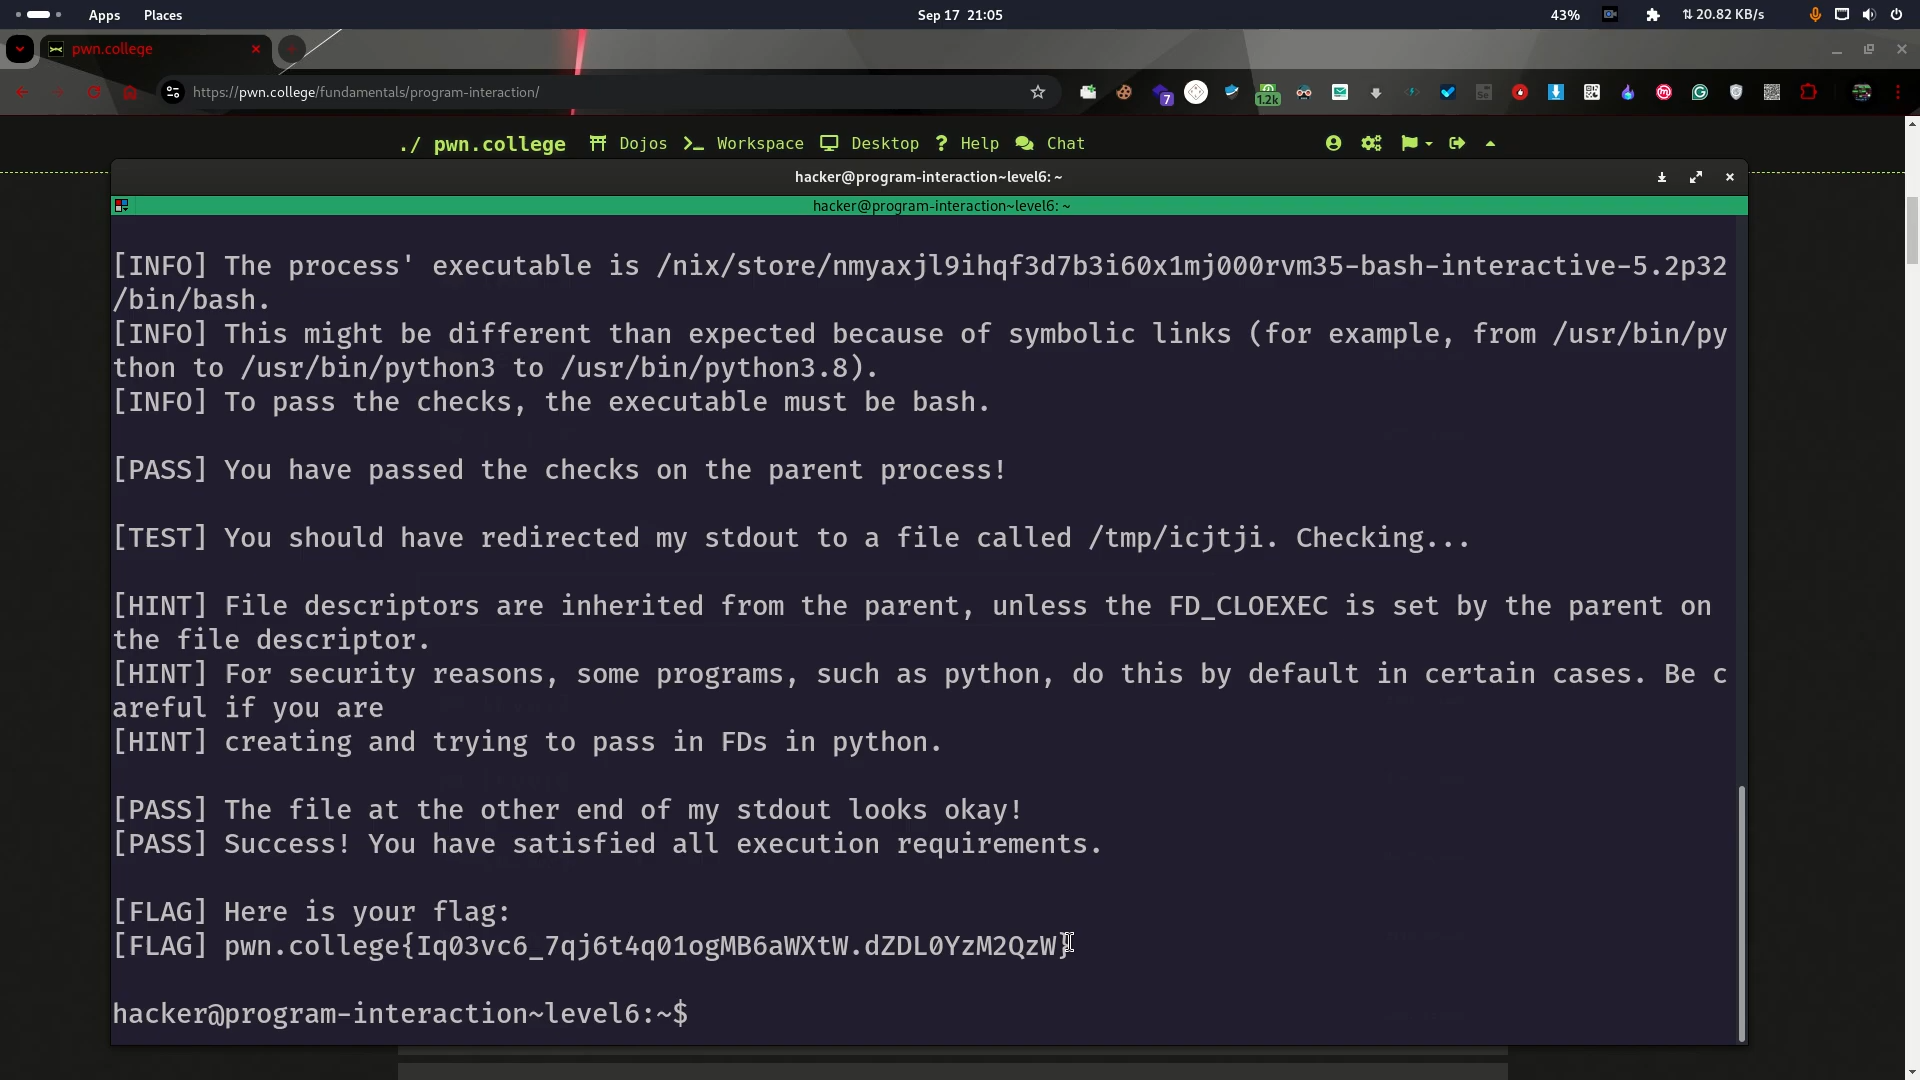 Apps Places Sep 17 21:05 43% 20.82 KB/s
pwn.college
https://pwn.college/fundamentals/program-interaction/ 7 1.2k
./ pwn.college Dojos Workspace Desktop Help Chat
hacker@program-interaction~level6: ~
hacker@program-interaction~level6: ~
[INFO] The process' executable is /nix/store/nmyaxjl9ihqf3d7b3i60x1mj000rvm35-bash-interactive-5.2p32
/bin/bash.
[INFO] This might be different than expected because of symbolic links (for example, from /usr/bin/py
thon to /usr/bin/python3 to /usr/bin/python3.8).
[INFO] To pass the checks, the executable must be bash.
[PASS] You have passed the checks on the parent process!
[TEST] You should have redirected my stdout to a file called /tmp/icjtji. Checking...
[HINT] File descriptors are inherited from the parent, unless the FD_CLOEXEC is set by the parent on
the file descriptor.
[HINT] For security reasons, some programs, such as python, do this by default in certain cases. Be c
areful if you are
[HINT] creating and trying to pass in FDs in python.
[PASS] The file at the other end of my stdout looks okay!
[PASS] Success! You have satisfied all execution requirements.
[FLAG] Here is your flag:
[FLAG] pwn.college{Iq03vc6_7qj6t4q01ogMB6aWXtW.dZDL0YzM2QzW}
hacker@program-interaction~level6:~$